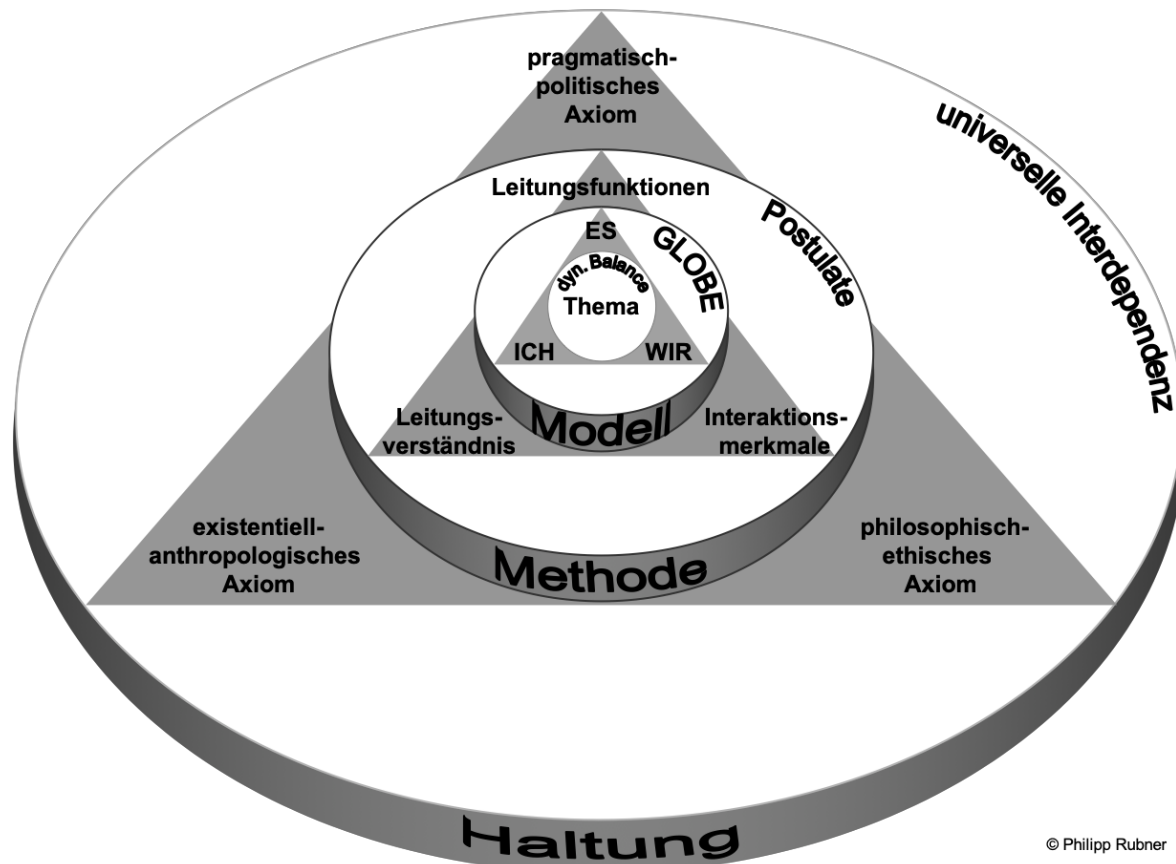 pragmatisch-
politisches
Axiom
universelle Interdependenz
Leitungsfunktionen
Postulate
ES
GLOBE
dyn. Balance
Thema
ICH
WIR
Modell
Leitungs-
verständnis
Interaktions-
merkmale
existentiell-
anthropologisches
Axiom
philosophisch-
ethisches
Axiom
Methode
Haltung
© Philipp Rubner